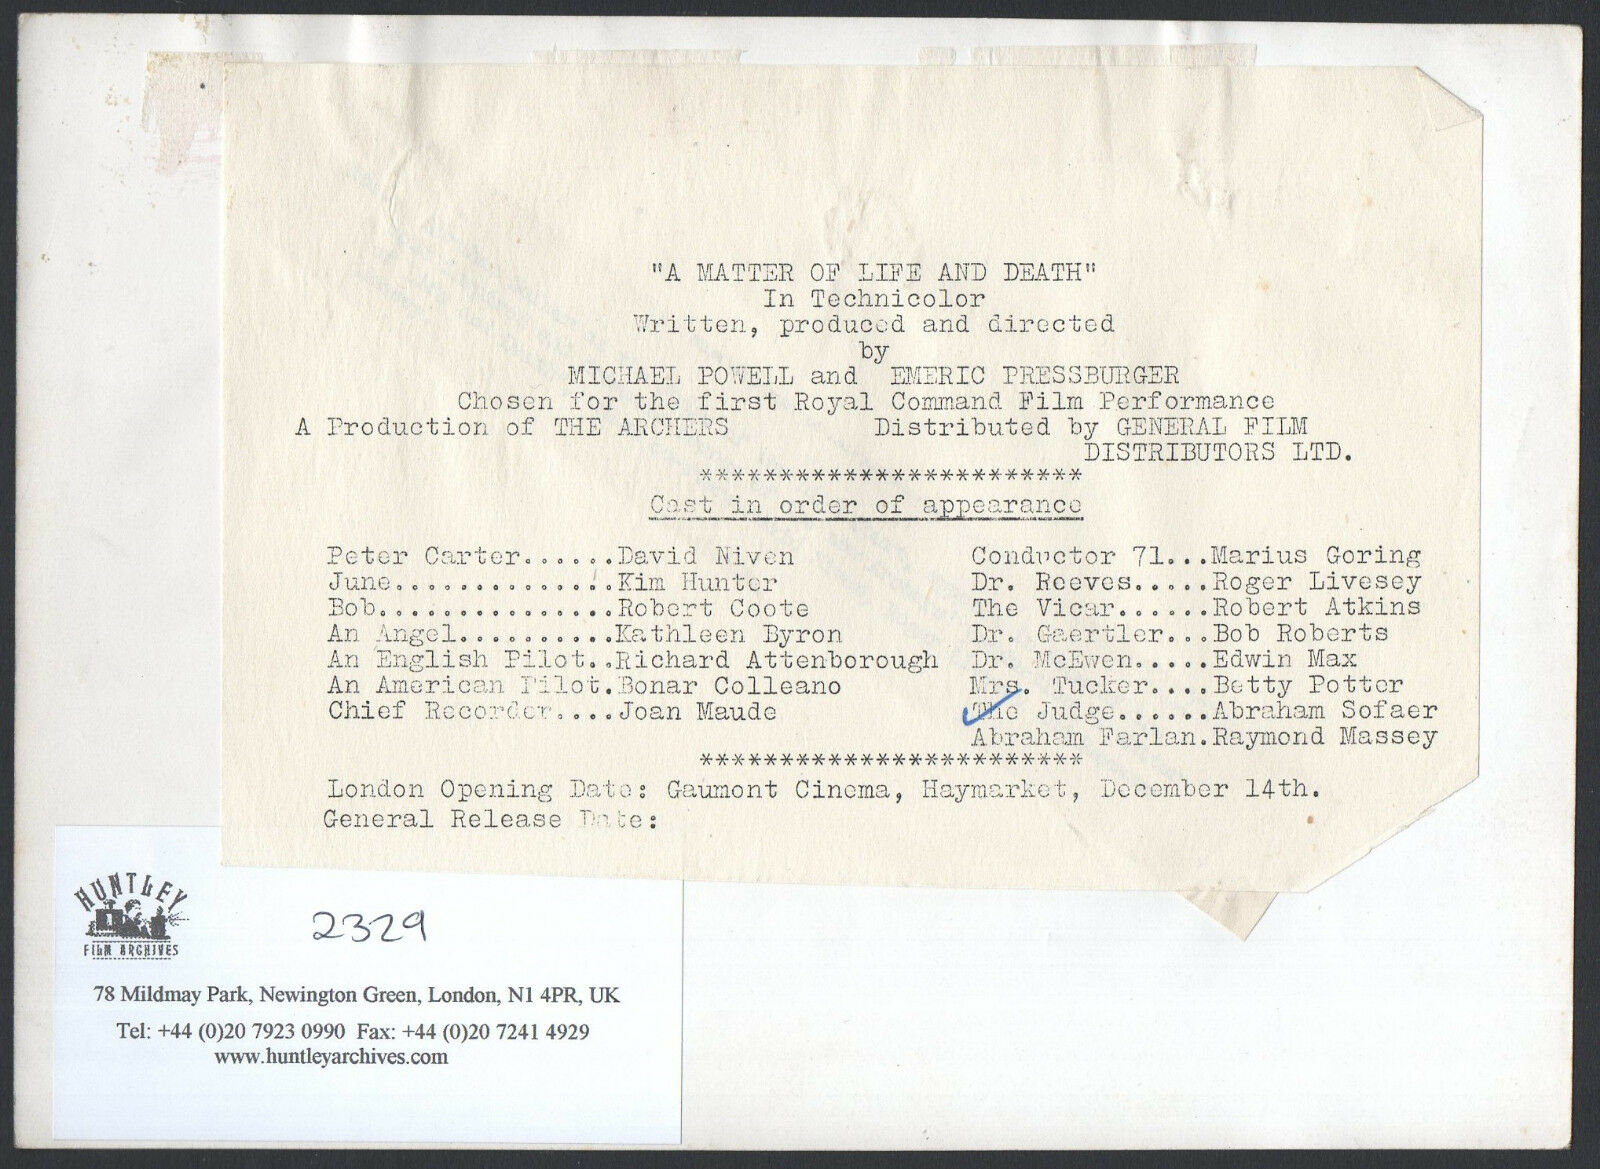 "A MATTER OF LIFE AND DEATH"
In Technicolor
Written, produced and directed
by
MICHAEL POWELL and EMERIC PRESSBURGER
Chosen for the first Royal Command Film Performance
A Production of THE ARCHERS Distributed by GENERAL FILM
DISTRIBUTORS LTD.
************************
Cast in order of appearance
Peter Carter......David Niven
June..............Kim Hunter
Bob...............Robert Coote
An Angel..........Kathleen Byron
An English Pilot..Richard Attenborough
An American Pilot.Bonar Colleano
Chief Recorder....Joan Maude
Conductor 71...Marius Goring
Dr. Reeves.....Roger Livesey
The Vicar......Robert Atkins
Dr. Gaertler...Bob Roberts
Dr. McEwen.....Edwin Max
Mrs. Tucker....Betty Potter
The Judge......Abraham Sofaer
Abraham Farlan.Raymond Massey
************************
London Opening Date: Gaumont Cinema, Haymarket, December 14th.
General Release Date:
HUNTLEY
FILM ARCHIVES
2329
78 Mildmay Park, Newington Green, London, N1 4PR, UK
Tel: +44 (0)20 7923 0990 Fax: +44 (0)20 7241 4929
www.huntleyarchives.com